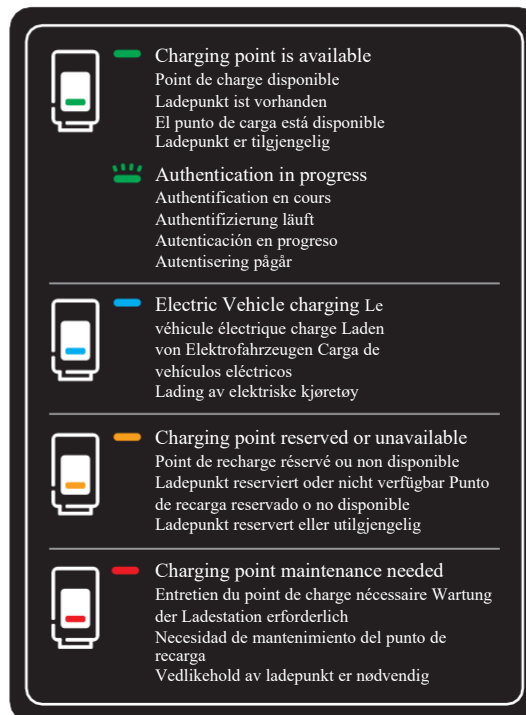 Charging point is available
Point de charge disponible
Ladepunkt ist vorhanden
El punto de carga está disponible
Ladepunkt er tilgjengelig
Authentication in progress
Authentification en cours
Authentifizierung läuft
Autenticación en progreso
Autentisering pågår
Electric Vehicle charging Le
véhicule électrique charge Laden
von Elektrofahrzeugen Carga de
vehículos eléctricos
Lading av elektriske kjøretøy
Charging point reserved or unavailable
Point de recharge réservé ou non disponible
Ladepunkt reserviert oder nicht verfügbar Punto
de recarga reservado o no disponible
Ladepunkt reservert eller utilgjengelig
Charging point maintenance needed
Entretien du point de charge nécessaire Wartung
der Ladestation erforderlich
Necesidad de mantenimiento del punto de
recarga
Vedlikehold av ladepunkt er nødvendig